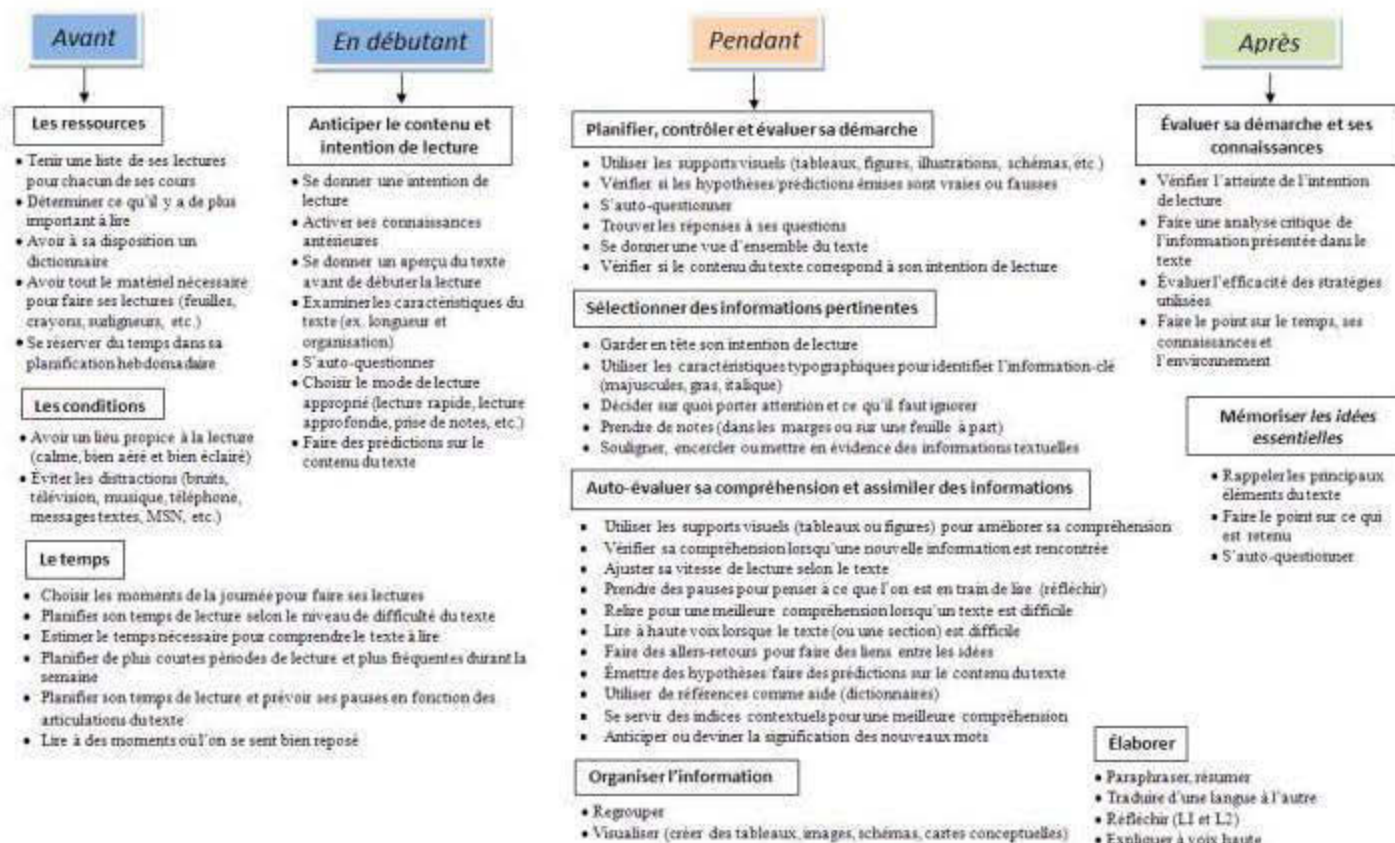 Avant
Les ressources
• Tenir une liste de ses lectures
pour chacun de ses cours
• Déterminer ce qu'il y a de plus
important à lire
• Avoir à sa disposition un
dictionnaire
• Avoir tout le matériel nécessaire
pour faire ses lectures (feuilles,
crayons, surligneurs, etc.)
• Se réserver du temps dans sa
planification hebdomadaire
Les conditions
• Avoir un lieu propice à la lecture
(calme, bien aéré et bien éclairé)
• Éviter les distractions (bruits,
télévision, musique, téléphone,
messages textes, MSN, etc.)
Le temps
• Choisir les moments de la journée pour faire ses lectures
• Planifier son temps de lecture selon le niveau de difficulté du texte
• Estimer le temps nécessaire pour comprendre le texte à lire
• Planifier de plus courtes périodes de lecture et plus fréquentes durant la
semaine
• Planifier son temps de lecture et prévoir ses pauses en fonction des
articulations du texte
• Lire à des moments où l'on se sent bien reposé
En débutant
Anticiper le contenu et
intention de lecture
• Se donner une intention de
lecture
• Activer ses connaissances
antérieures
• Se donner un aperçu du texte
avant de débuter la lecture
• Examiner les caractéristiques du
texte (ex. longueur et
organisation)
• S'auto-questionner
• Choisir le mode de lecture
approprié (lecture rapide, lecture
approfondie, prise de notes, etc.)
• Faire des prédictions sur le
contenu du texte
Pendant
Planifier, contrôler et évaluer sa démarche
• Utiliser les supports visuels (tableaux, figures, illustrations, schémas, etc.)
• Vérifier si les hypothèses/prédictions émises sont vraies ou fausses
• S'auto-questionner
• Trouver les réponses à ses questions
• Se donner une vue d'ensemble du texte
• Vérifier si le contenu du texte correspond à son intention de lecture
Sélectionner des informations pertinentes
• Garder en tête son intention de lecture
• Utiliser les caractéristiques typographiques pour identifier l'information-clé
(majuscules, gras, italique)
• Décider sur quoi porter attention et ce qu'il faut ignorer
• Prendre de notes (dans les marges ou sur une feuille à part)
• Souligner, encercler ou mettre en évidence des informations textuelles
Auto-évaluer sa compréhension et assimiler des informations
• Utiliser les supports visuels (tableaux ou figures) pour améliorer sa compréhension
• Vérifier sa compréhension lorsqu'une nouvelle information est rencontrée
• Ajuster sa vitesse de lecture selon le texte
• Prendre des pauses pour penser à ce que l'on est en train de lire (réfléchir)
• Relire pour une meilleure compréhension lorsqu'un texte est difficile
• Lire à haute voix lorsque le texte (ou une section) est difficile
• Faire des allers-retours pour faire des liens entre les idées
• Émettre des hypothèses/faire des prédictions sur le contenu du texte
• Utiliser de références comme aide (dictionnaires)
• Se servir des indices contextuels pour une meilleure compréhension
• Anticiper ou deviner la signification des nouveaux mots
Organiser l'information
• Regrouper
• Visualiser (créer des tableaux, images, schémas, cartes conceptuelles)
Après
Évaluer sa démarche et ses
connaissances
• Vérifier l'atteinte de l'intention
de lecture
• Faire une analyse critique de
l'information présentée dans le
texte
• Évaluer l'efficacité des stratégies
utilisées
• Faire le point sur le temps, ses
connaissances et
l'environnement
Mémoriser les idées
essentielles
• Rappeler les principaux
éléments du texte
• Faire le point sur ce qui
est retenu
• S'auto-questionner
Élaborer
• Paraphraser, résumer
• Traduire d'une langue à l'autre
• Réfléchir (L1 et L2)
• Expliquer à voix haute